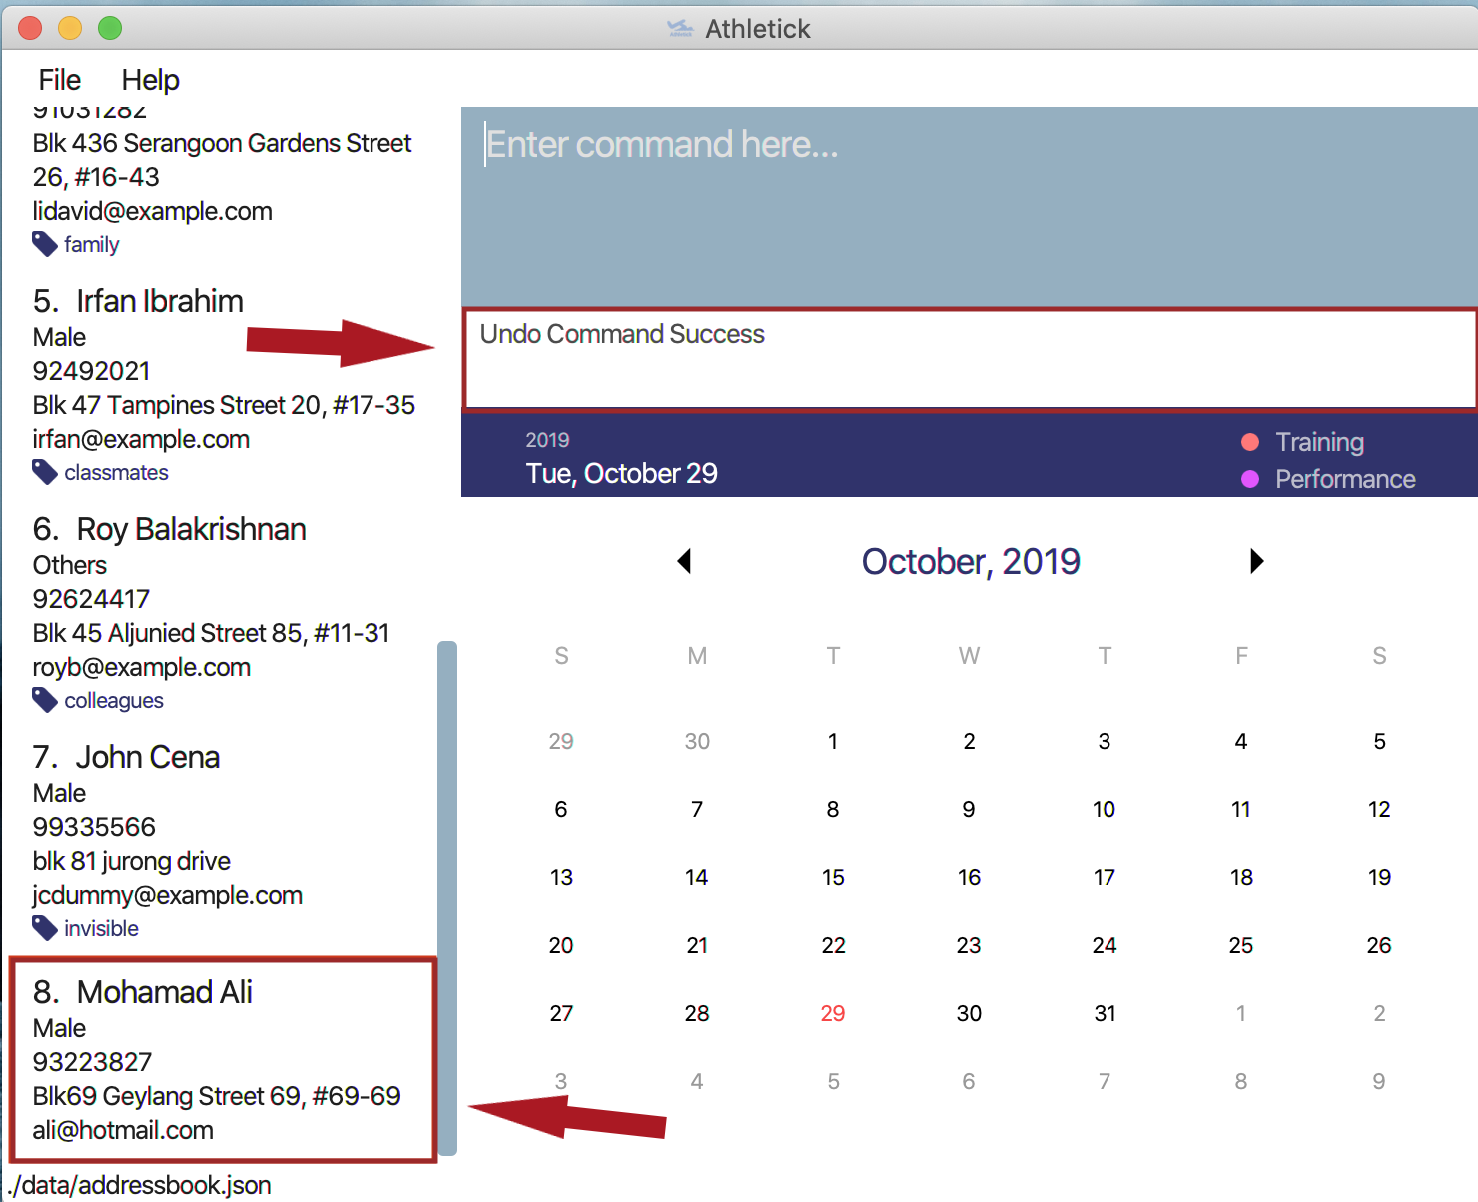 Athletick
File Help
91031282
Blk 436 Serangoon Gardens Street
26, #16-43
lidavid@example.com
family
5. Irfan Ibrahim
Male
92492021
Blk 47 Tampines Street 20, #17-35
irfan@example.com
classmates
6. Roy Balakrishnan
Others
92624417
Blk 45 Aljunied Street 85, #11-31
royb@example.com
colleagues
7. John Cena
Male
99335566
blk 81 jurong drive
jcdummy@example.com
invisible
8. Mohamad Ali
Male
93223827
Blk69 Geylang Street 69, #69-69
ali@hotmail.com
./data/addressbook.json
Enter command here...
Undo Command Success
2019
Tue, October 29
Training
Performance
October, 2019
S M T W T F S
29 30 1 2 3 4 5
6 7 8 9 10 11 12
13 14 15 16 17 18 19
20 21 22 23 24 25 26
27 28 29 30 31 1 2
3 4 5 6 7 8 9